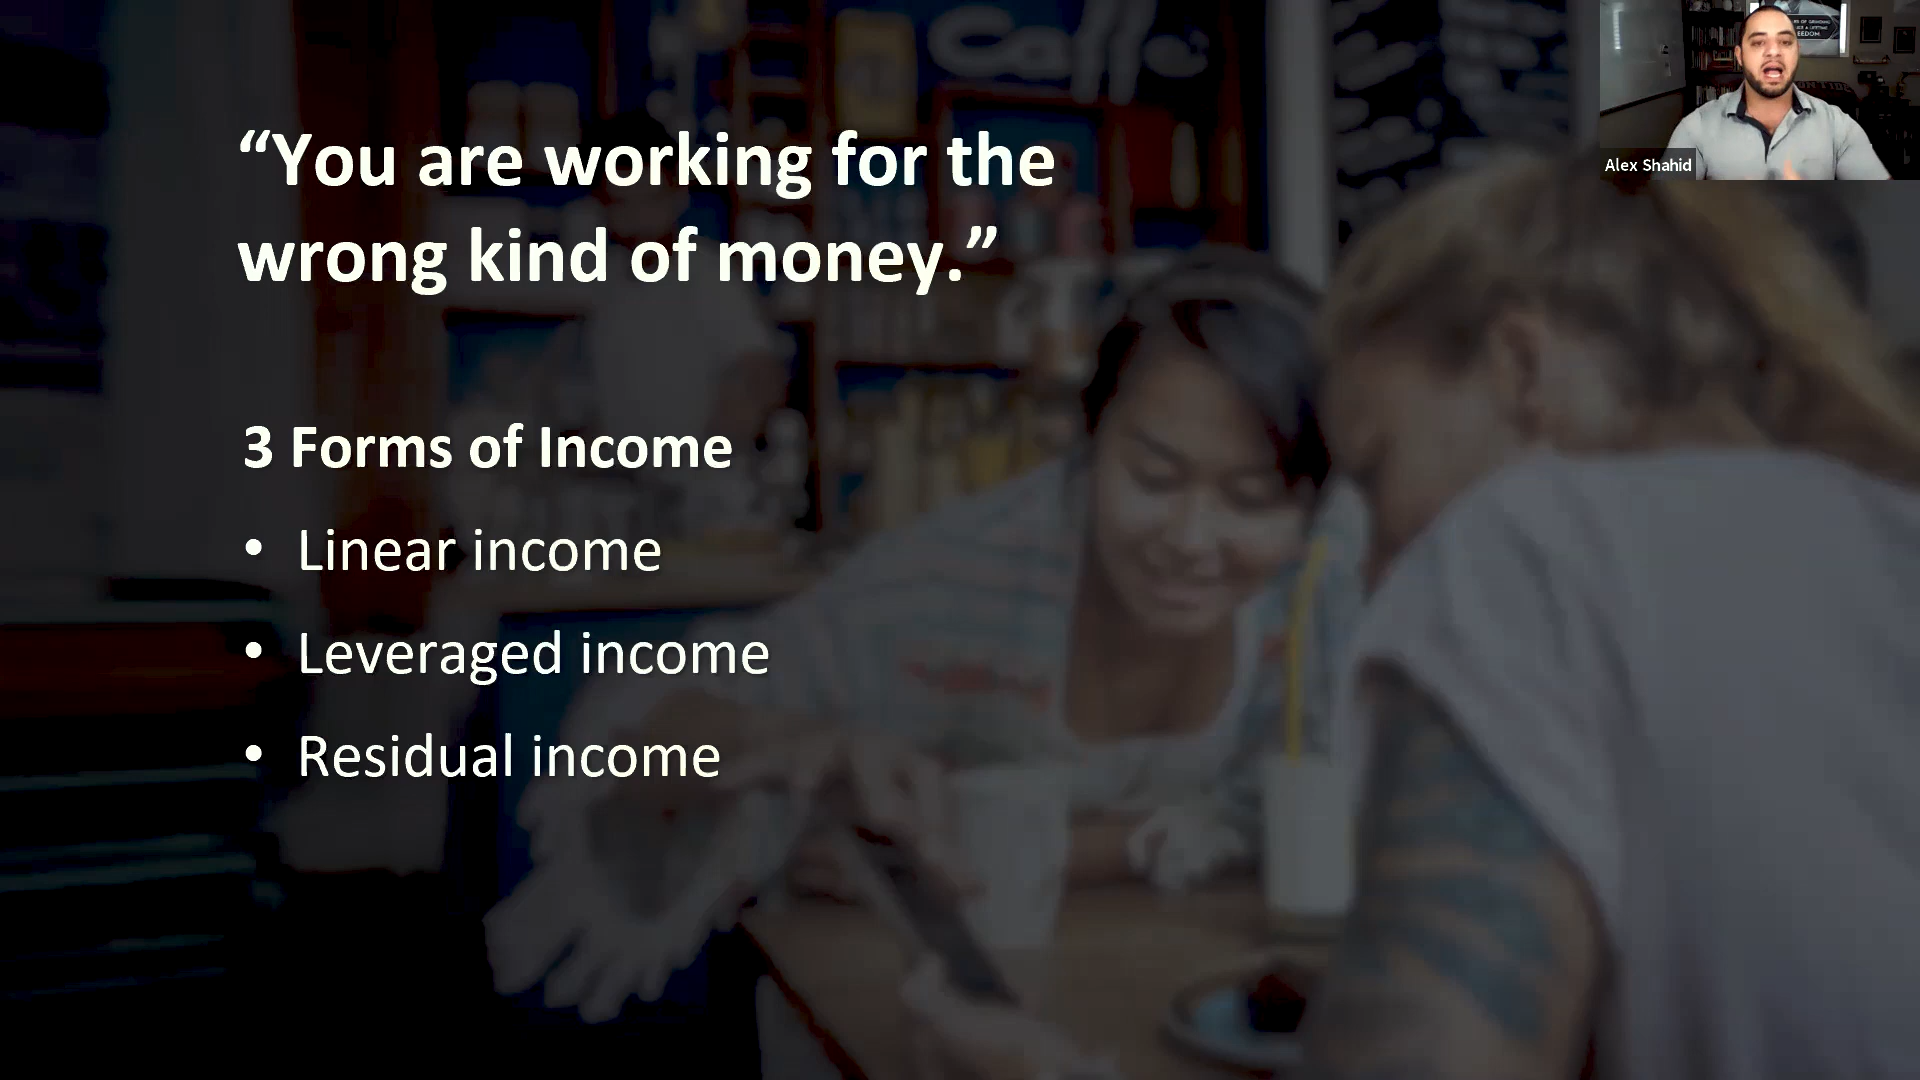 Caffe
“You are working for the
wrong kind of money.”
3 Forms of Income
• Linear income
• Leveraged income
• Residual income
Alex Shahid